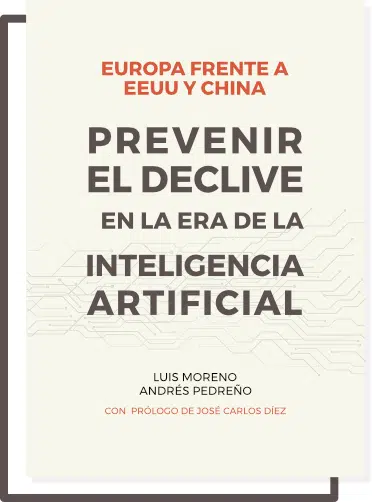 EUROPA FRENTE A
EEUU Y CHINA
PREVENIR
EL DECLIVE
EN LA ERA DE LA
INTELIGENCIA
ARTIFICIAL
LUIS MORENO
ANDRÉS PEDREÑO
CON PRÓLOGO DE JOSÉ CARLOS DÍEZ